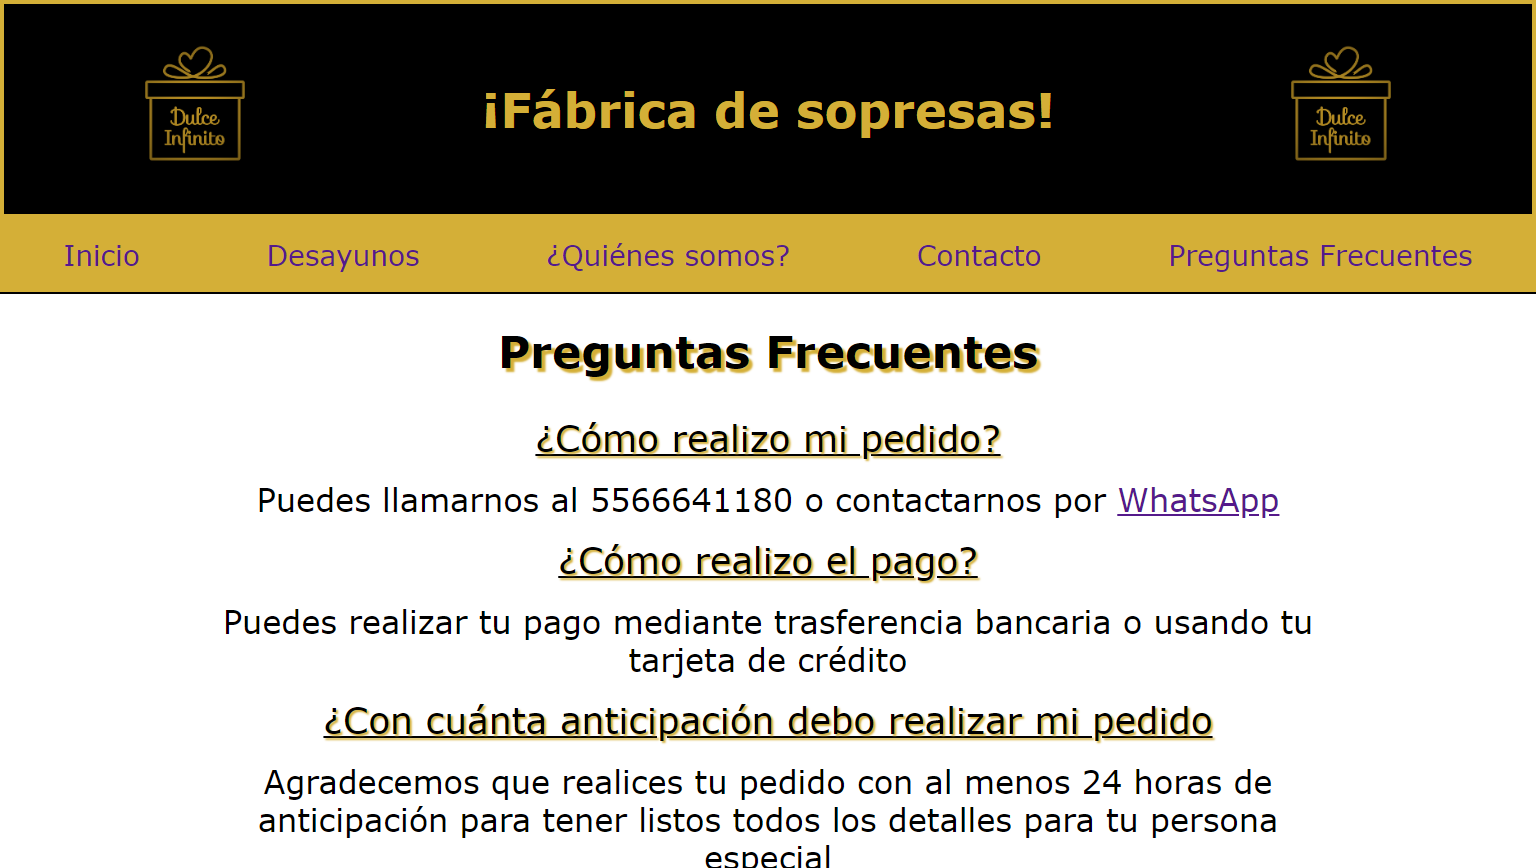 Dulce
Infinito
¡Fábrica de sopresas!
Dulce
Infinito
Inicio Desayunos ¿Quiénes somos? Contacto Preguntas Frecuentes
Preguntas Frecuentes
¿Cómo realizo mi pedido?
Puedes llamarnos al 5566641180 o contactarnos por WhatsApp
¿Cómo realizo el pago?
Puedes realizar tu pago mediante trasferencia bancaria o usando tu
tarjeta de crédito
¿Con cuánta anticipación debo realizar mi pedido
Agradecemos que realices tu pedido con al menos 24 horas de
anticipación para tener listos todos los detalles para tu persona
especial